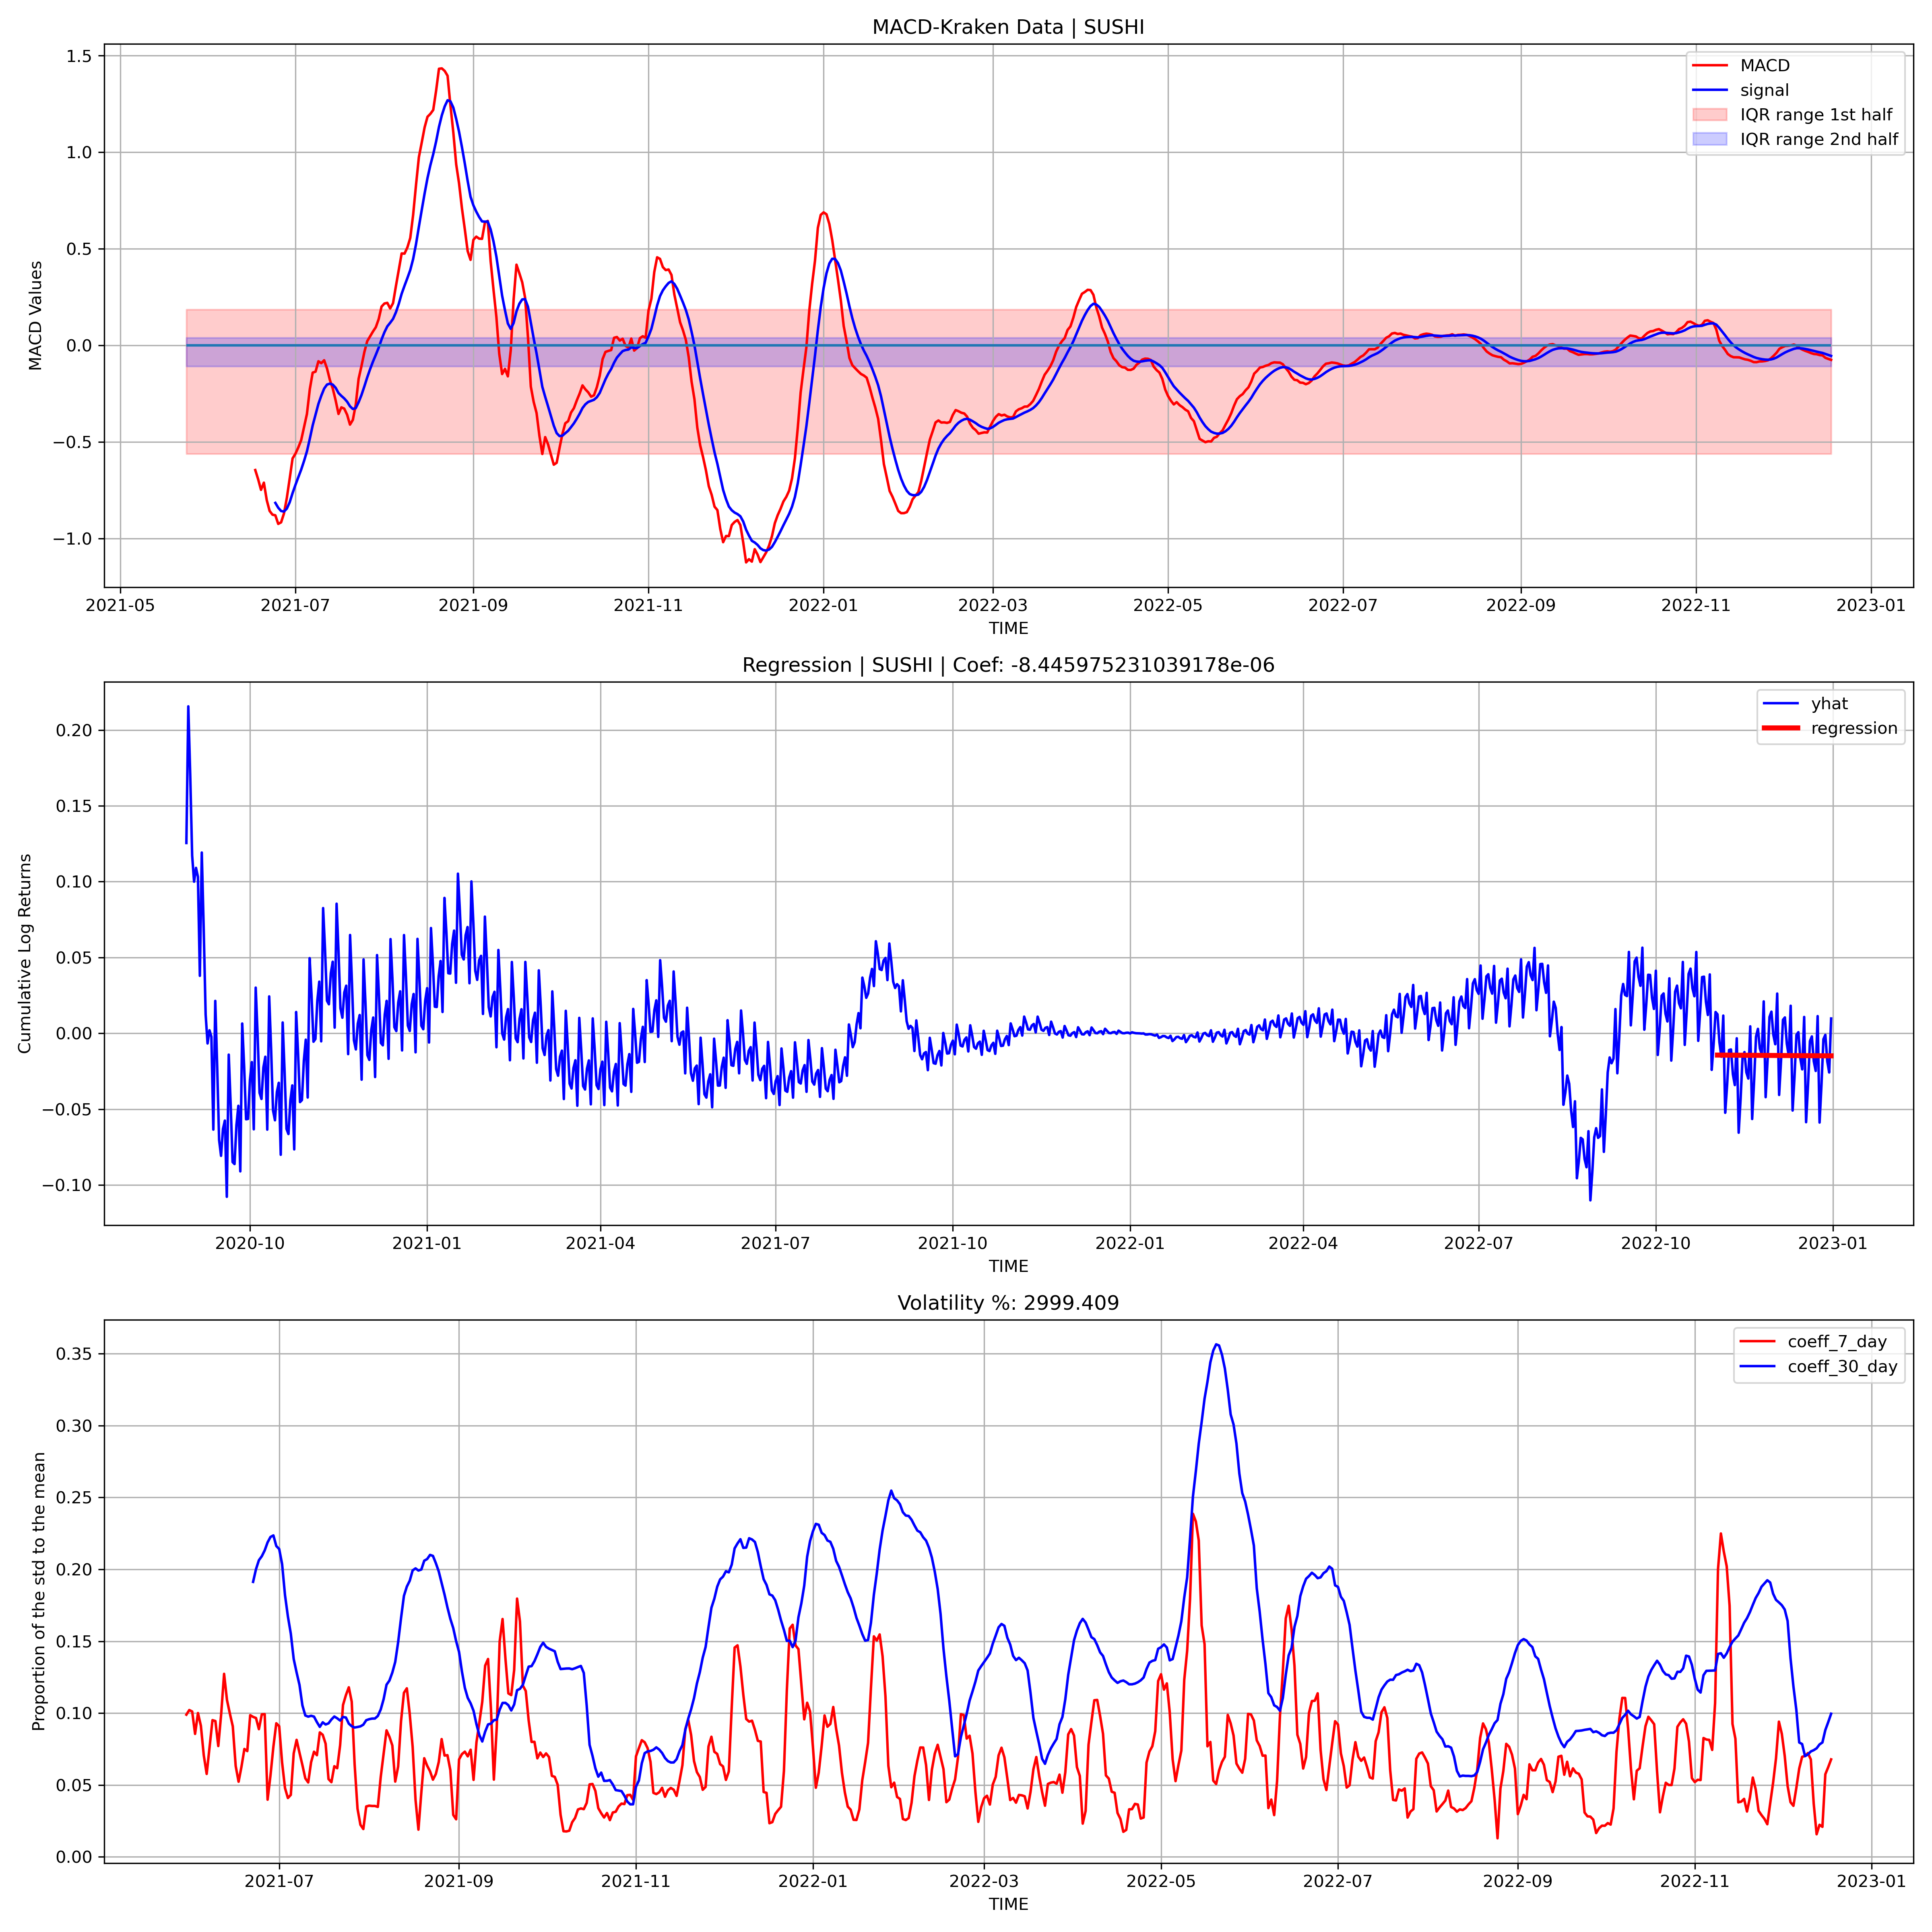 MACD-Kraken Data | SUSHI
MACD Values
1.5
1.0
0.5
0.0
−0.5
−1.0
MACD
signal
IQR range 1st half
IQR range 2nd half
2021-05 2021-07 2021-09 2021-11 2022-01 2022-03 2022-05 2022-07 2022-09 2022-11 2023-01
TIME
Regression | SUSHI | Coef: -8.445975231039178e-06
Cumulative Log Returns
0.20
0.15
0.10
0.05
0.00
−0.05
−0.10
yhat
regression
2020-10 2021-01 2021-04 2021-07 2021-10 2022-01 2022-04 2022-07 2022-10 2023-01
TIME
Volatility %: 2999.409
Proportion of the std to the mean
0.35
0.30
0.25
0.20
0.15
0.10
0.05
0.00
coeff_7_day
coeff_30_day
2021-07 2021-09 2021-11 2022-01 2022-03 2022-05 2022-07 2022-09 2022-11 2023-01
TIME